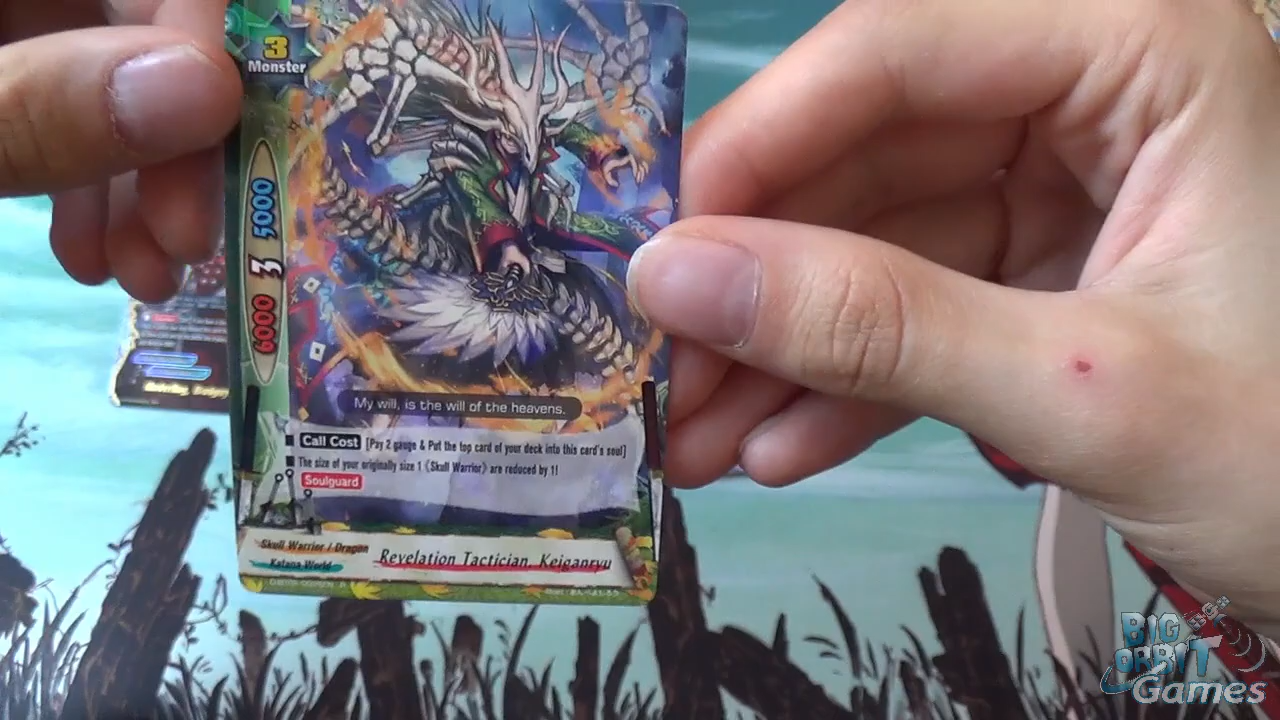 3
Monster
5000
3
6000
My will, is the will of the heavens.
Call Cost [Pay 2 gauge & Put the top card of your deck into this card's soul]
The size of your originally size 1 《Skull Warrior》 are reduced by 1!
Soulguard
Skull Warrior / Dragon
Katana World
Revelation Tactician, Keiganryu
BIG ORBIT Games